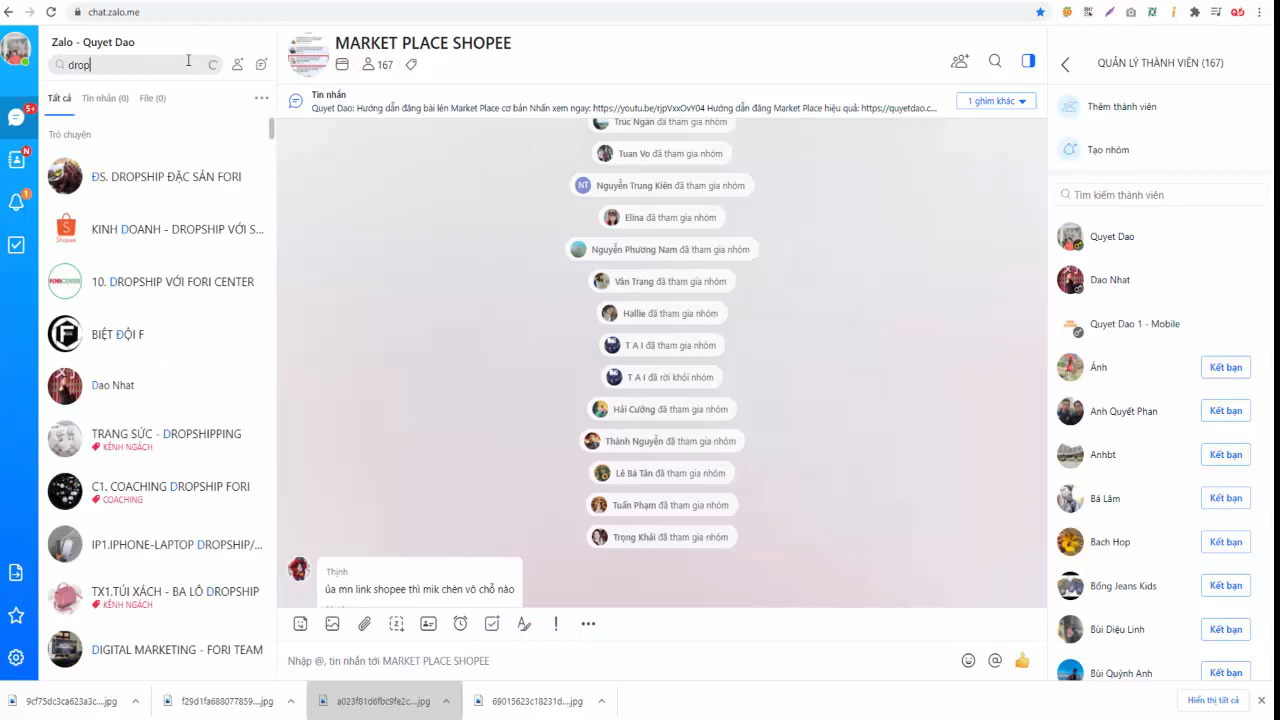 chat.zalo.me
Zalo - Quyet Dao
drop
Tất cả
Tin nhắn (0)
File (0)
Trò chuyện
ĐS. DROPSHIP ĐẶC SẢN FORI
KINH DOANH - DROPSHIP VỚI S...
10. DROPSHIP VỚI FORI CENTER
BIỆT ĐỘI F
Dao Nhat
TRANG SỨC - DROPSHIPPING
KÊNH NGÁCH
C1. COACHING DROPSHIP FORI
COACHING
IP1.IPHONE-LAPTOP DROPSHIP/...
TX1.TÚI XÁCH - BA LÔ DROPSHIP
KÊNH NGÁCH
DIGITAL MARKETING - FORI TEAM
5+
N
1
Shopee
FORICENTER
MARKET PLACE SHOPEE
167
Tin nhắn
Quyet Dao: Hướng dẫn đăng bài lên Market Place cơ bản Nhấn xem ngay: https://youtu.be/rjpVxxOvY04 Hướng dẫn đăng Market Place hiệu quả: https://quyetdao.c...
1 ghim khác
Trúc Ngân đã tham gia nhóm
Tuan Vo đã tham gia nhóm
NT Nguyễn Trung Kiên đã tham gia nhóm
Elina đã tham gia nhóm
Nguyễn Phương Nam đã tham gia nhóm
Vân Trang đã tham gia nhóm
Hallie đã tham gia nhóm
T A I đã tham gia nhóm
T A I đã rời khỏi nhóm
Hải Cường đã tham gia nhóm
Thành Nguyễn đã tham gia nhóm
Lê Bá Tân đã tham gia nhóm
Tuấn Phạm đã tham gia nhóm
Trọng Khải đã tham gia nhóm
Thịnh
úa mn link shopee thì mik chèn vô chỗ nào
Nhập @, tin nhắn tới MARKET PLACE SHOPEE
QUẢN LÝ THÀNH VIÊN (167)
Thêm thành viên
Tạo nhóm
Tìm kiếm thành viên
Quyet Dao
Dao Nhat
Quyet Dao 1 - Mobile
Ánh
Kết bạn
Anh Quyết Phan
Kết bạn
Anhbt
Kết bạn
Bá Lâm
Kết bạn
Bach Hop
Kết bạn
Bống Jeans Kids
Kết bạn
Bùi Diệu Linh
Kết bạn
Bùi Quỳnh Anh
Kết bạn
9cf75dc3ca623a3c....jpg
f29d1fa688077859....jpg
a023f81d6fbc9fe2c....jpg
69015623c18231d....jpg
Hiển thị tất cả